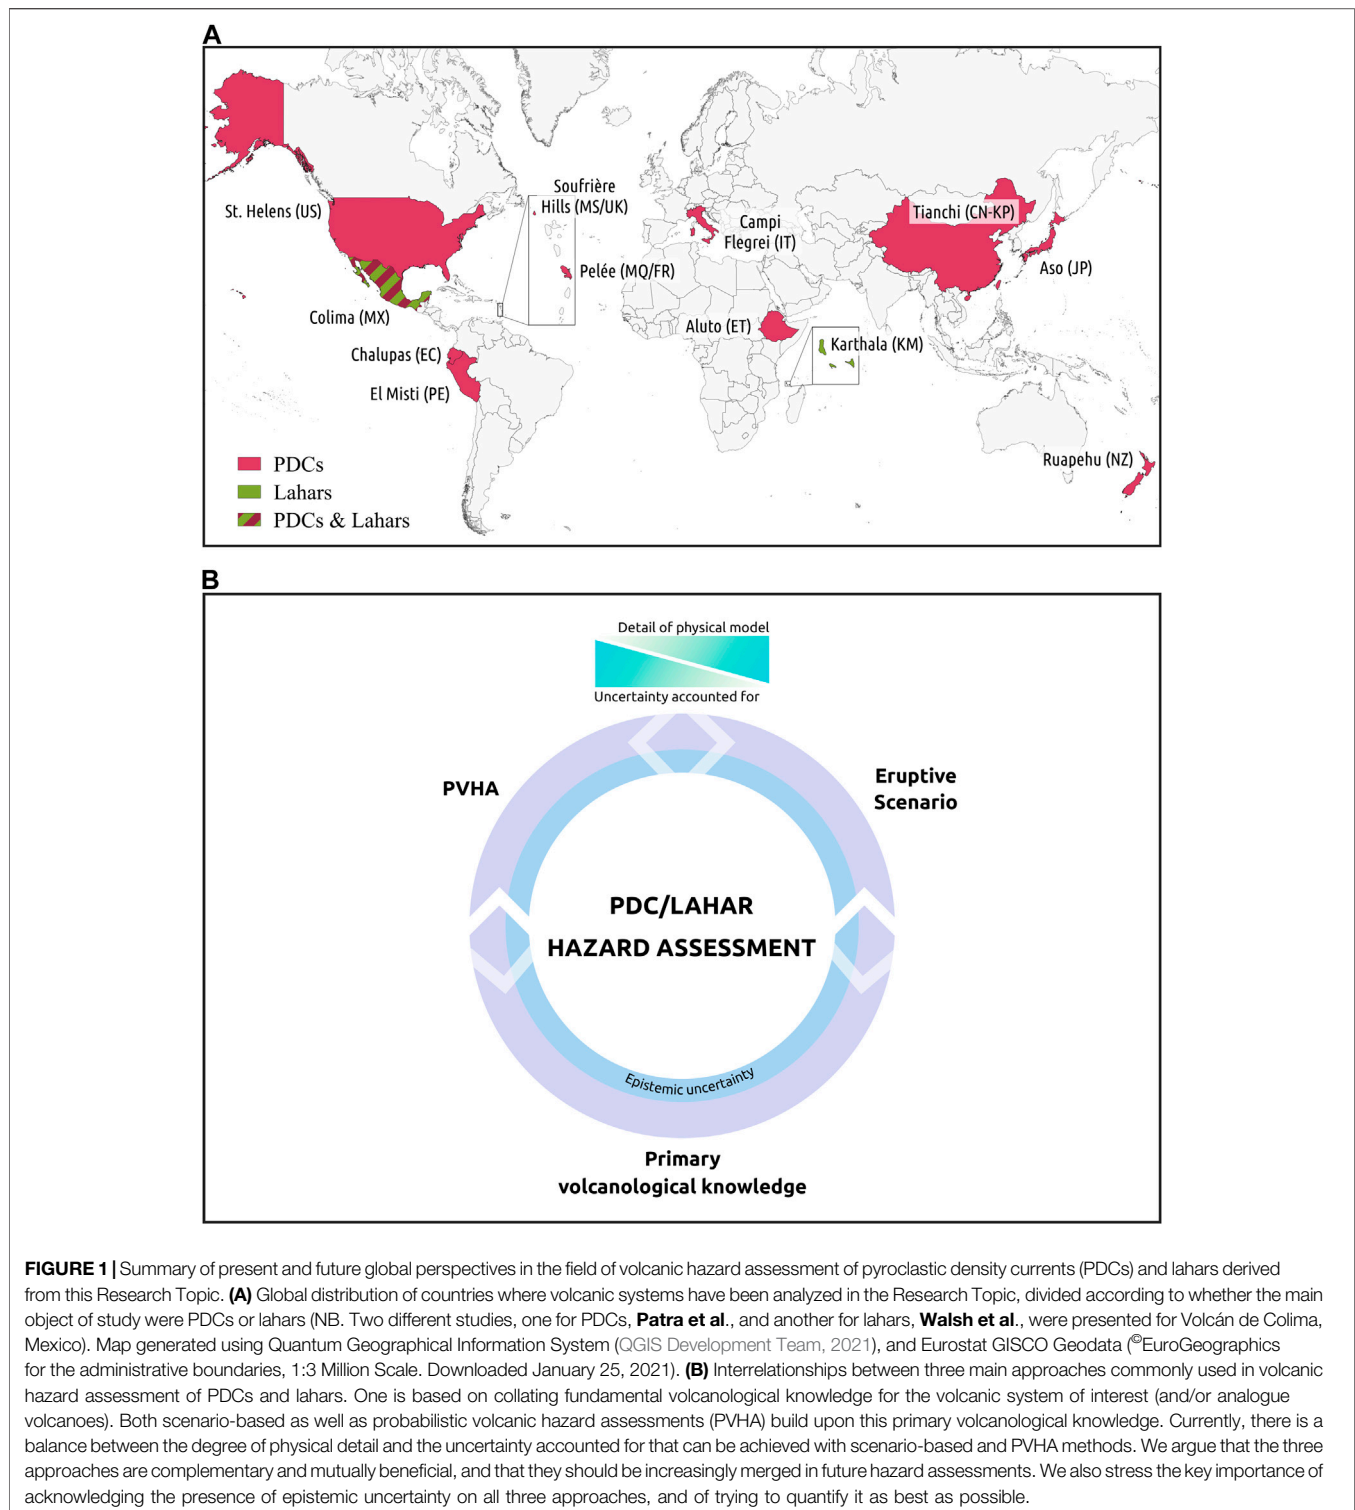 A
St. Helens (US)
Soufrière
Hills (MS/UK)
Campi
Flegrei (IT)
Tianchi (CN-KP)
Pelée (MQ/FR)
Aso (JP)
Colima (MX)
Aluto (ET)
Karthala (KM)
Chalupas (EC)
El Misti (PE)
Ruapehu (NZ)
PDCs
Lahars
PDCs & Lahars
B
Detail of physical model
Uncertainty accounted for
PVHA
Eruptive
Scenario
PDC/LAHAR
HAZARD ASSESSMENT
Epistemic uncertainty
Primary
volcanological knowledge
FIGURE 1 | Summary of present and future global perspectives in the field of volcanic hazard assessment of pyroclastic density currents (PDCs) and lahars derived
from this Research Topic. (A) Global distribution of countries where volcanic systems have been analyzed in the Research Topic, divided according to whether the main
object of study were PDCs or lahars (NB. Two different studies, one for PDCs, Patra et al., and another for lahars, Walsh et al., were presented for Volcán de Colima,
Mexico). Map generated using Quantum Geographical Information System (QGIS Development Team, 2021), and Eurostat GISCO Geodata (©EuroGeographics
for the administrative boundaries, 1:3 Million Scale. Downloaded January 25, 2021). (B) Interrelationships between three main approaches commonly used in volcanic
hazard assessment of PDCs and lahars. One is based on collating fundamental volcanological knowledge for the volcanic system of interest (and/or analogue
volcanoes). Both scenario-based as well as probabilistic volcanic hazard assessments (PVHA) build upon this primary volcanological knowledge. Currently, there is a
balance between the degree of physical detail and the uncertainty accounted for that can be achieved with scenario-based and PVHA methods. We argue that the three
approaches are complementary and mutually beneficial, and that they should be increasingly merged in future hazard assessments. We also stress the key importance of
acknowledging the presence of epistemic uncertainty on all three approaches, and of trying to quantify it as best as possible.